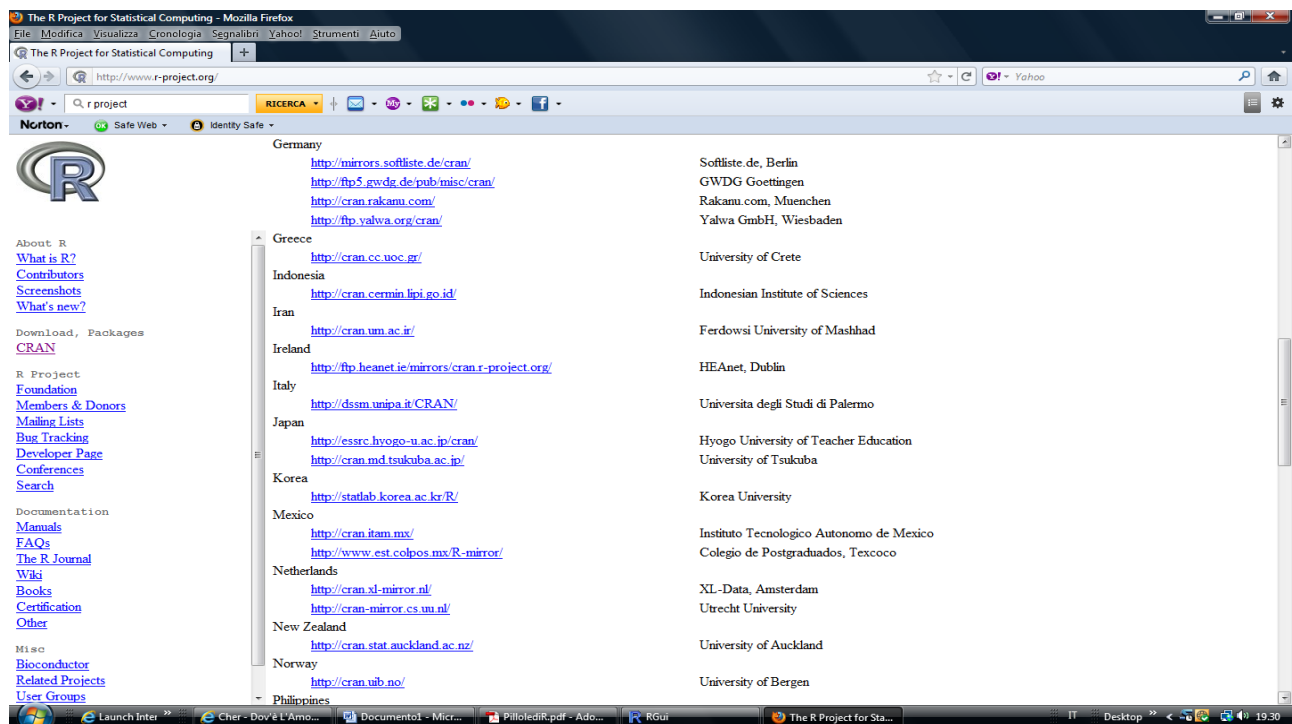 The R Project for Statistical Computing - Mozilla Firefox
File Modifica Visualizza Cronologia Segnalibri Yahoo! Strumenti Aiuto
The R Project for Statistical Computing +
http://www.r-project.org/ Yahoo
r project RICERCA
Norton Safe Web Identity Safe
R
About R
What is R?
Contributors
Screenshots
What's new?
Download, Packages
CRAN
R Project
Foundation
Members & Donors
Mailing Lists
Bug Tracking
Developer Page
Conferences
Search
Documentation
Manuals
FAQs
The R Journal
Wiki
Books
Certification
Other
Misc
Bioconductor
Related Projects
User Groups
Germany
http://mirrors.softliste.de/cran/ Softliste.de, Berlin
http://ftp5.gwdg.de/pub/misc/cran/ GWDG Goettingen
http://cran.rakanu.com/ Rakanu.com, Muenchen
http://ftp.yalwa.org/cran/ Yalwa GmbH, Wiesbaden
Greece
http://cran.cc.uoc.gr/ University of Crete
Indonesia
http://cran.cermin.lipi.go.id/ Indonesian Institute of Sciences
Iran
http://cran.um.ac.ir/ Ferdowsi University of Mashhad
Ireland
http://ftp.heanet.ie/mirrors/cran.r-project.org/ HEAnet, Dublin
Italy
http://dssm.unipa.it/CRAN/ Universita degli Studi di Palermo
Japan
http://essrc.hyogo-u.ac.jp/cran/ Hyogo University of Teacher Education
http://cran.md.tsukuba.ac.jp/ University of Tsukuba
Korea
http://statlab.korea.ac.kr/R/ Korea University
Mexico
http://cran.itam.mx/ Instituto Tecnologico Autonomo de Mexico
http://www.est.colpos.mx/R-mirror/ Colegio de Postgraduados, Texcoco
Netherlands
http://cran.xl-mirror.nl/ XL-Data, Amsterdam
http://cran-mirror.cs.uu.nl/ Utrecht University
New Zealand
http://cran.stat.auckland.ac.nz/ University of Auckland
Norway
http://cran.uib.no/ University of Bergen
Philippines
Launch Inter » Cher - Dov'è L'Amo... Documento1 - Micr... PillolediR.pdf - Ado... RGui The R Project for Sta... IT Desktop » 19.30